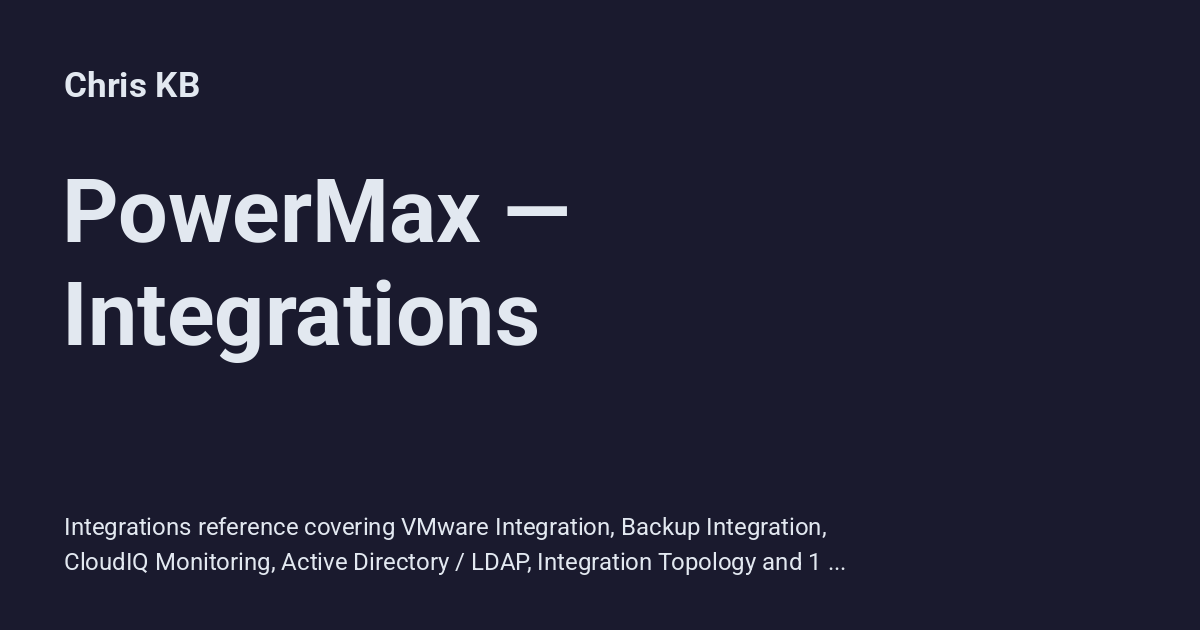 Chris KB
PowerMax —
Integrations
Integrations reference covering VMware Integration, Backup Integration,
CloudIQ Monitoring, Active Directory / LDAP, Integration Topology and 1 ...